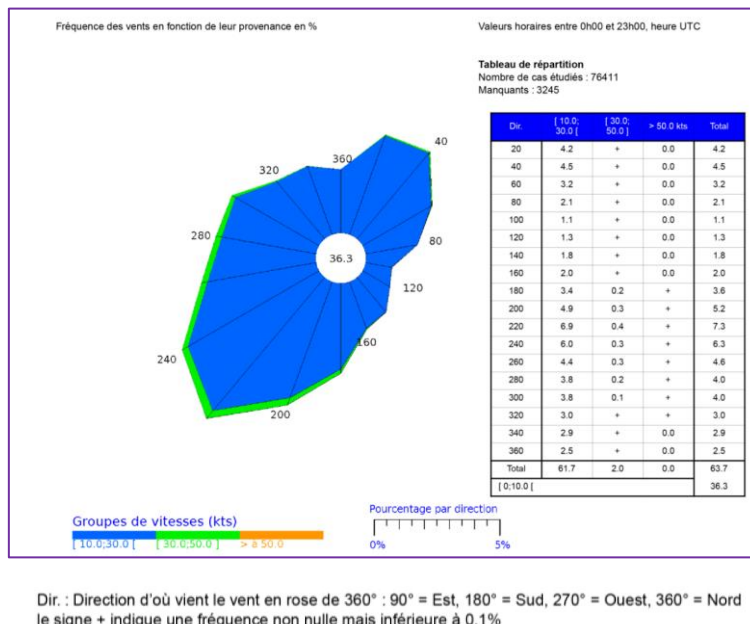 Fréquence des vents en fonction de leur provenance en %
Valeurs horaires entre 0h00 et 23h00, heure UTC
Tableau de répartition
Nombre de cas étudiés : 76411
Manquants : 3245
40
80
120
160
200
240
280
320
360
36.3
Dir. [ 10.0; 30.0 [ [ 30.0; 50.0 ] > 50.0 kts Total
20 4.2 + 0.0 4.2
40 4.5 + 0.0 4.5
60 3.2 + 0.0 3.2
80 2.1 + 0.0 2.1
100 1.1 + 0.0 1.1
120 1.3 + 0.0 1.3
140 1.8 + 0.0 1.8
160 2.0 + 0.0 2.0
180 3.4 0.2 + 3.6
200 4.9 0.3 + 5.2
220 6.9 0.4 + 7.3
240 6.0 0.3 + 6.3
260 4.4 0.3 + 4.6
280 3.8 0.2 + 4.0
300 3.8 0.1 + 4.0
320 3.0 + + 3.0
340 2.9 + 0.0 2.9
360 2.5 + 0.0 2.5
Total 61.7 2.0 0.0 63.7
[ 0;10.0 [ 36.3
Groupes de vitesses (kts)
[ 10.0;30.0 [ [ 30.0;50.0 ] > à 50.0
Pourcentage par direction
0% 5%
Dir. : Direction d'où vient le vent en rose de 360° : 90° = Est, 180° = Sud, 270° = Ouest, 360° = Nord
le signe + indique une fréquence non nulle mais inférieure à 0.1%